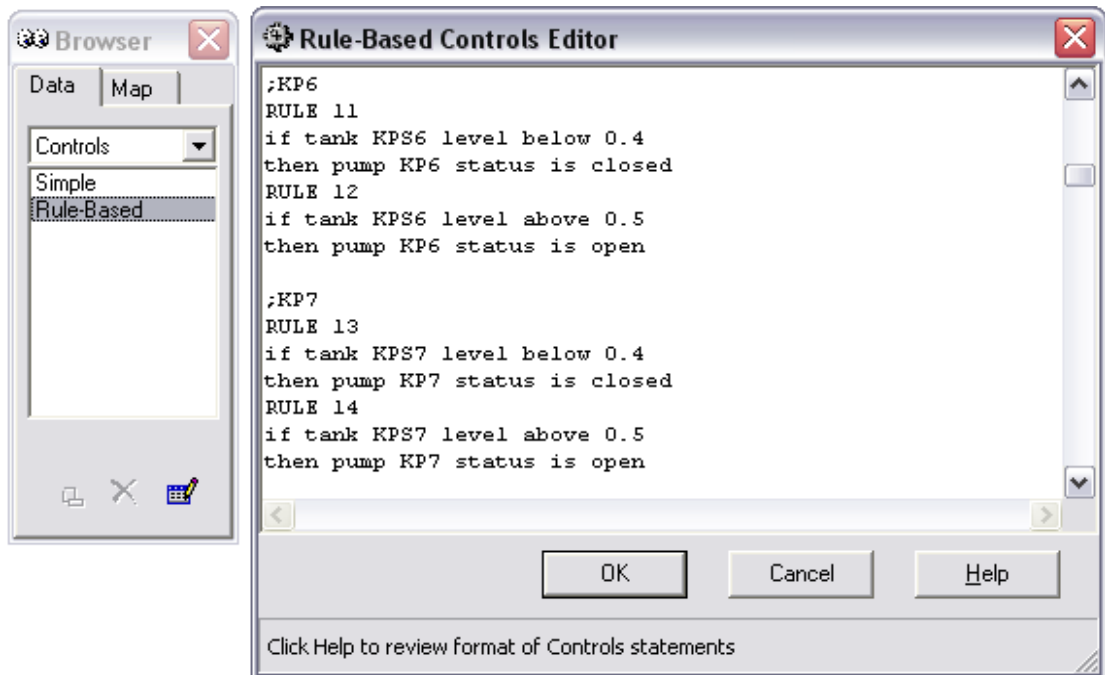 Browser
Data
Map
Controls
Simple
Rule-Based
Rule-Based Controls Editor
;KP6
RULE 11
if tank KPS6 level below 0.4
then pump KP6 status is closed
RULE 12
if tank KPS6 level above 0.5
then pump KP6 status is open
;KP7
RULE 13
if tank KPS7 level below 0.4
then pump KP7 status is closed
RULE 14
if tank KPS7 level above 0.5
then pump KP7 status is open
OK
Cancel
Help
Click Help to review format of Controls statements